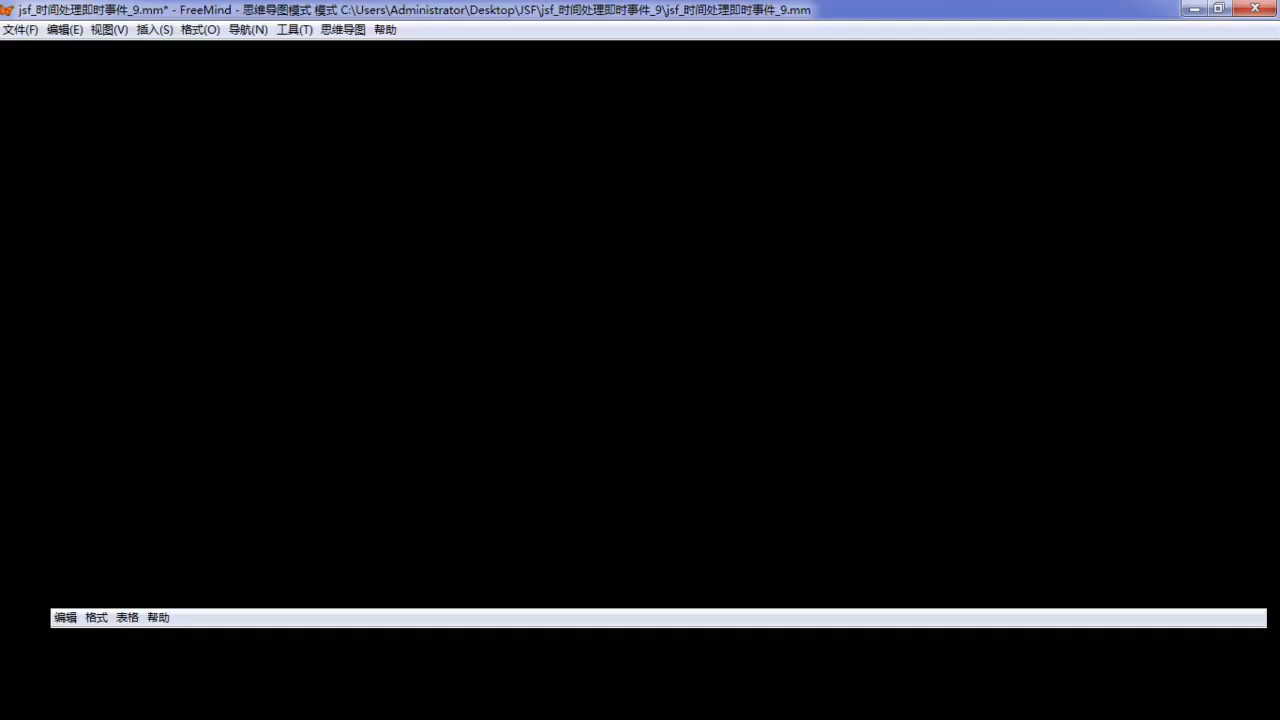 jsf_时间处理即时事件_9.mm* - FreeMind - 思维导图模式 模式 C:\Users\Administrator\Desktop\JSF\jsf_时间处理即时事件_9\jsf_时间处理即时事件_9.mm
文件(F) 编辑(E) 视图(V) 插入(S) 格式(O) 导航(N) 工具(T) 思维导图 帮助
编辑 格式 表格 帮助